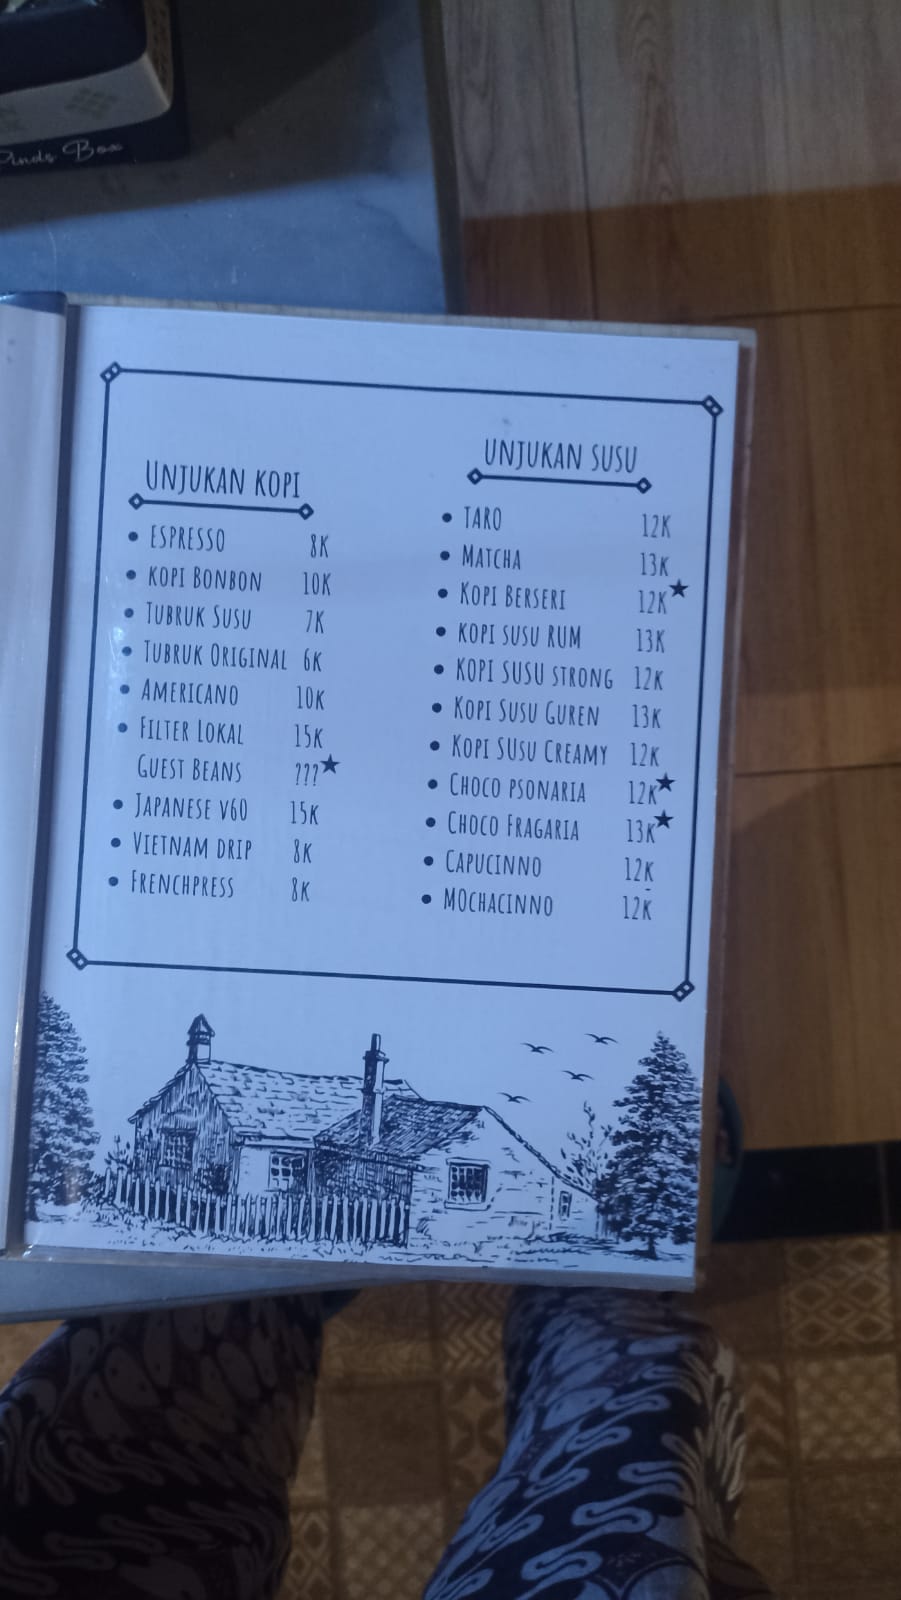 Pinds Box
UNJUKAN KOPI
• ESPRESSO 8K
• KOPI BONBON 10K
• TUBRUK SUSU 7K
• TUBRUK ORIGINAL 6K
• AMERICANO 10K
• FILTER LOKAL 15K
GUEST BEANS ???★
• JAPANESE V60 15K
• VIETNAM DRIP 8K
• FRENCHPRESS 8K
UNJUKAN SUSU
• TARO 12K
• MATCHA 13K
• KOPI BERSERI 12K★
• KOPI SUSU RUM 13K
• KOPI SUSU STRONG 12K
• KOPI SUSU GUREN 13K
• KOPI SUSU CREAMY 12K
• CHOCO PSONARIA 12K★
• CHOCO FRAGARIA 13K★
• CAPUCINNO 12K
• MOCHACINNO 12K